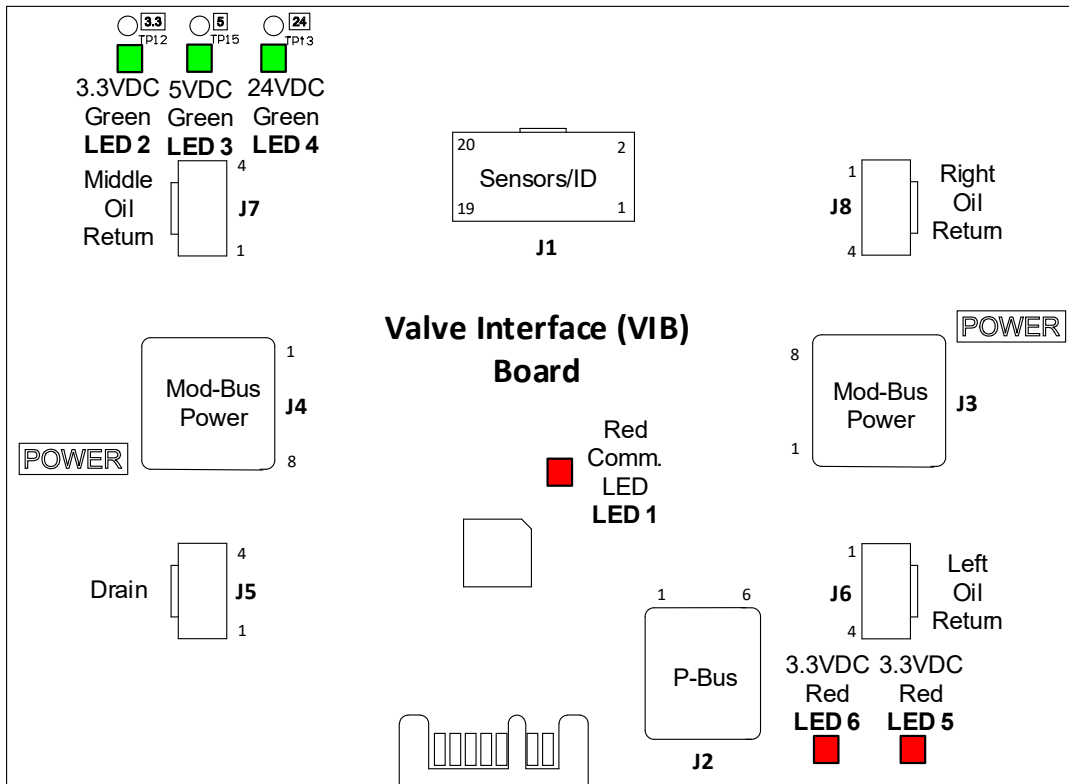 3.3
TP12
5
TP15
24
TP13
3.3VDC
Green
LED 2
5VDC
Green
LED 3
24VDC
Green
LED 4
Middle
Oil
Return
4
J7
1
20
2
Sensors/ID
19
1
J1
1
J8
4
Right
Oil
Return
Valve Interface (VIB)
Board
POWER
Mod-Bus
Power
1
J4
8
POWER
8
Mod-Bus
Power
J3
1
Red
Comm.
LED
LED 1
Drain
4
J5
1
1
6
P-Bus
J2
1
J6
4
Left
Oil
Return
3.3VDC
Red
LED 6
3.3VDC
Red
LED 5